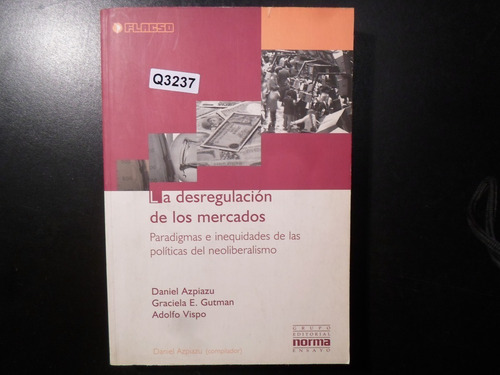 FLACSO
Q3237
La desregulación
de los mercados
Paradigmas e inequidades de las
políticas del neoliberalismo
Daniel Azpiazu
Graciela E. Gutman
Adolfo Vispo
Daniel Azpiazu (compilador)
GRUPO
EDITORIAL
norma
ENSAYO